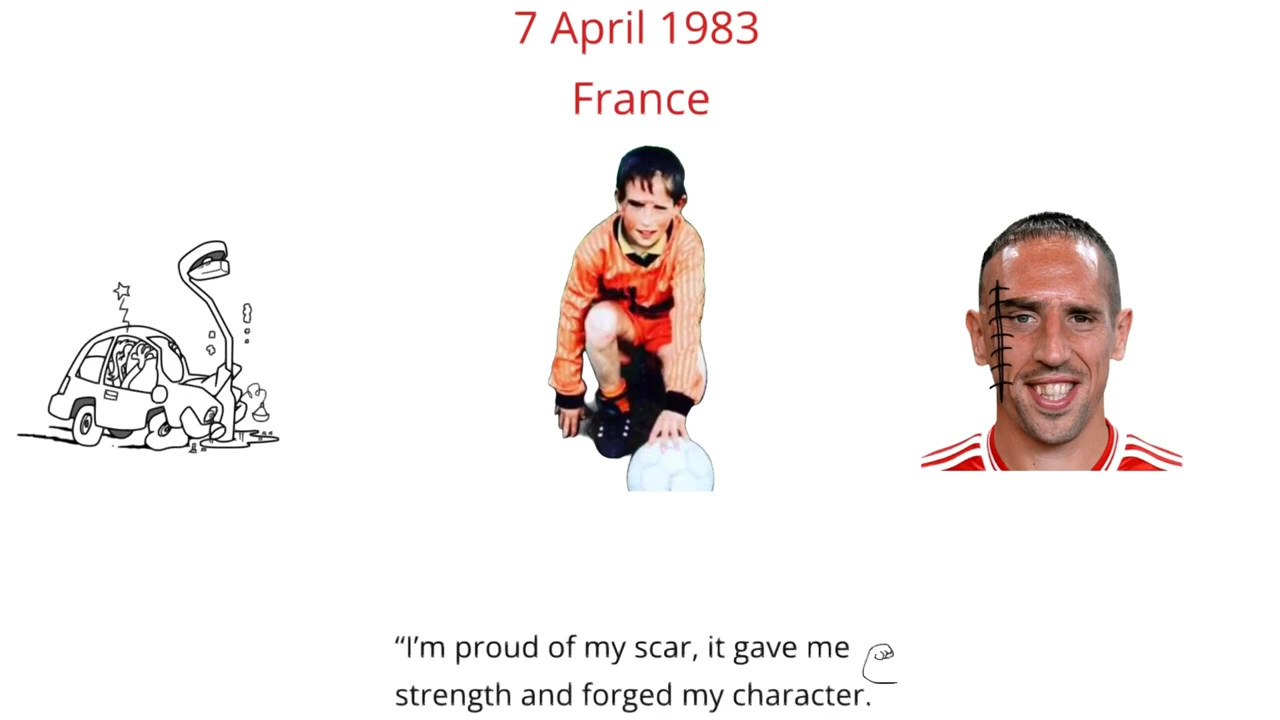 7 April 1983
France
“I’m proud of my scar, it gave me
strength and forged my character.